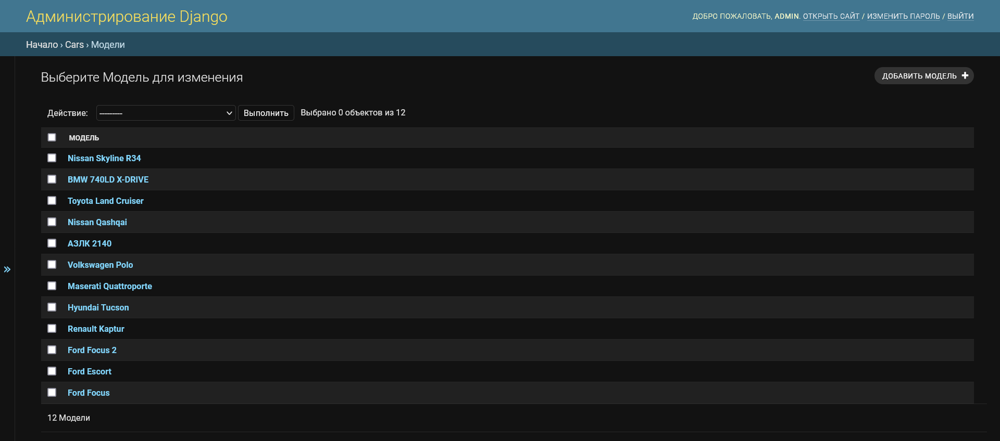 Администрирование Django
ДОБРО ПОЖАЛОВАТЬ, ADMIN. ОТКРЫТЬ САЙТ / ИЗМЕНИТЬ ПАРОЛЬ / ВЫЙТИ
Начало › Cars › Модели
Выберите Модель для изменения
ДОБАВИТЬ МОДЕЛЬ
Действие: --------- Выполнить Выбрано 0 объектов из 12
МОДЕЛЬ
Nissan Skyline R34
BMW 740LD X-DRIVE
Toyota Land Cruiser
Nissan Qashqai
АЗЛК 2140
Volkswagen Polo
Maserati Quattroporte
Hyundai Tucson
Renault Kaptur
Ford Focus 2
Ford Escort
Ford Focus
12 Модели